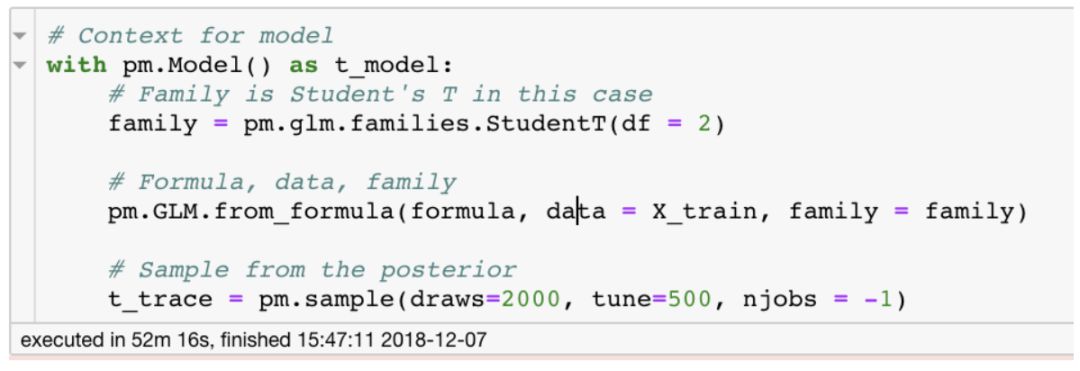 # Context for model
with pm.Model() as t_model:
# Family is Student's T in this case
family = pm.glm.families.StudentT(df = 2)
# Formula, data, family
pm.GLM.from_formula(formula, data = X_train, family = family)
# Sample from the posterior
t_trace = pm.sample(draws=2000, tune=500, njobs = -1)
executed in 52m 16s, finished 15:47:11 2018-12-07